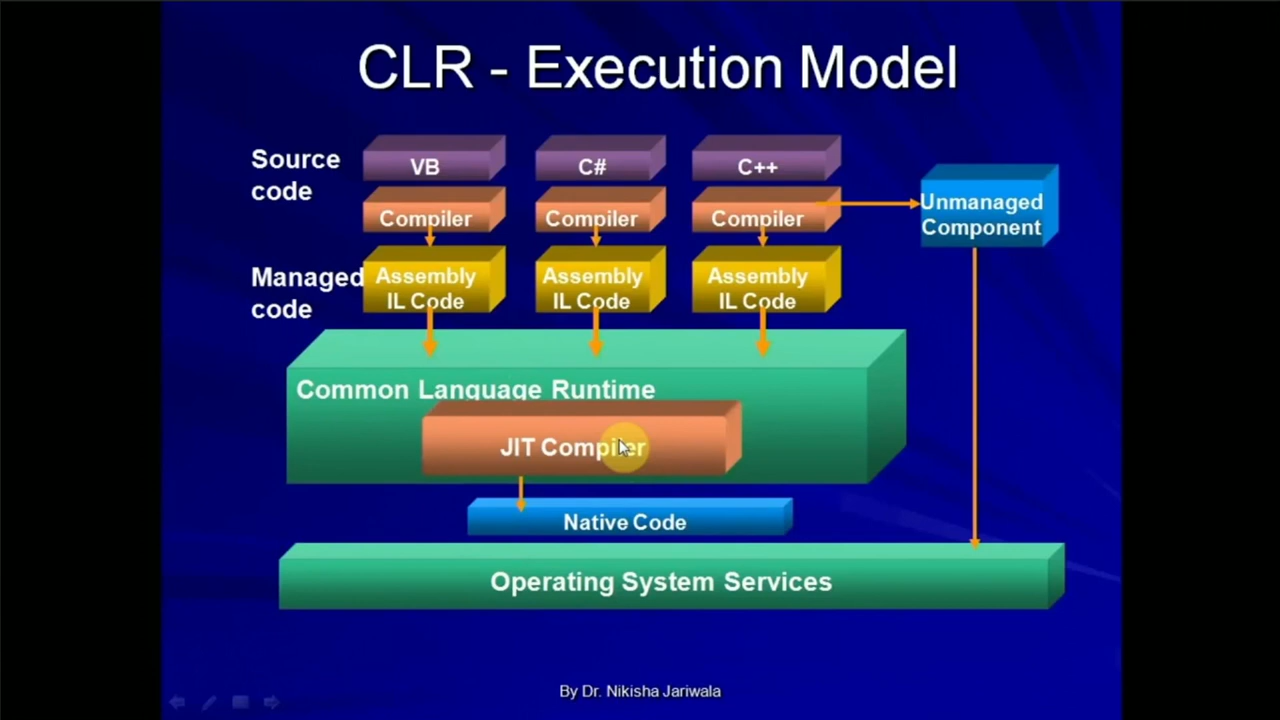 CLR - Execution Model
Source
code
VB
C#
C++
Compiler
Compiler
Compiler
Unmanaged
Component
Managed
code
Assembly
IL Code
Assembly
IL Code
Assembly
IL Code
Common Language Runtime
JIT Compiler
Native Code
Operating System Services
By Dr. Nikisha Jariwala